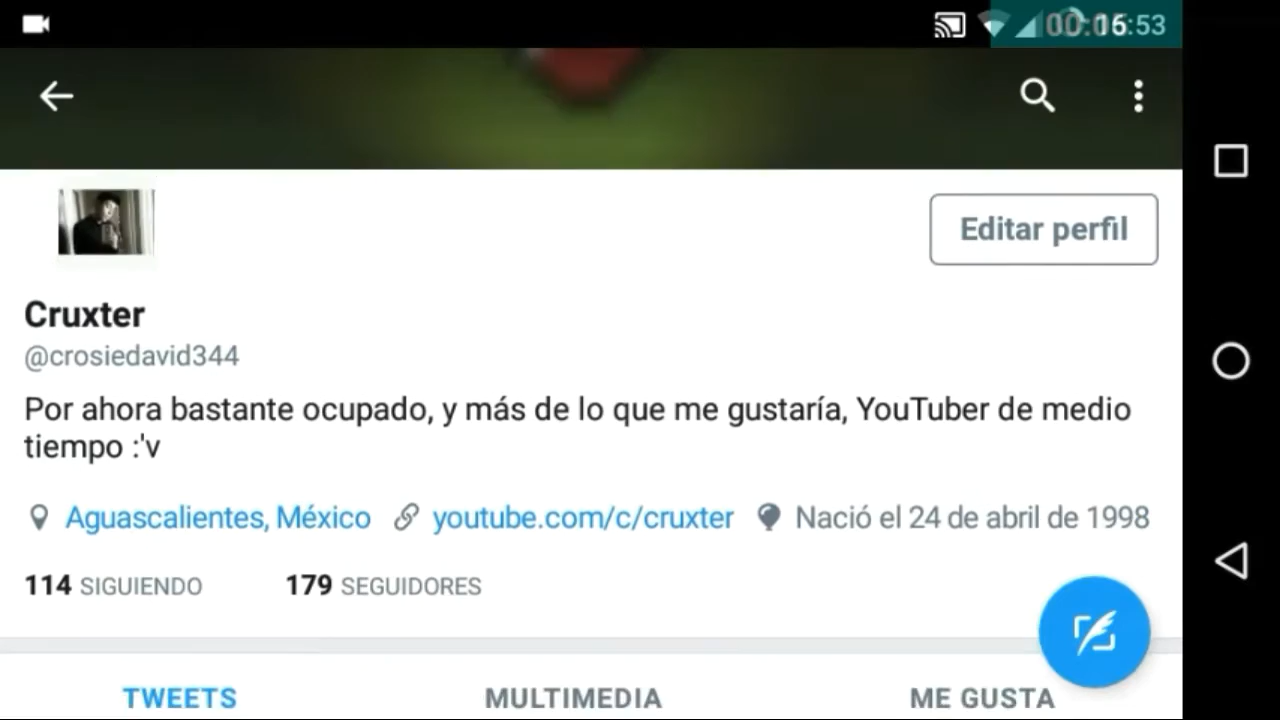 16:53
Editar perfil
Cruxter
@crosiedavid344
Por ahora bastante ocupado, y más de lo que me gustaría, YouTuber de medio
tiempo :'v
Aguascalientes, México youtube.com/c/cruxter Nació el 24 de abril de 1998
114 SIGUIENDO 179 SEGUIDORES
TWEETS MULTIMEDIA ME GUSTA